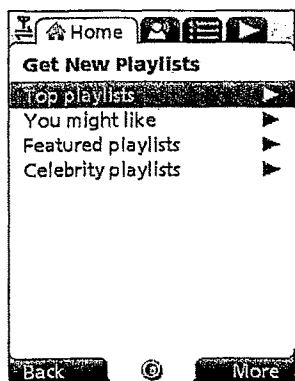 Home
Get New Playlists
Top playlists
You might like
Featured playlists
Celebrity playlists
Back More